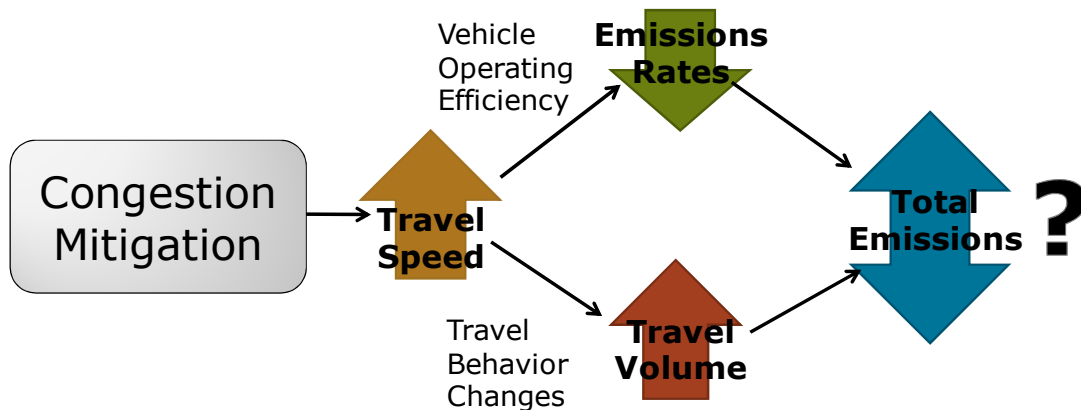 Congestion
Mitigation
Travel
Speed
Vehicle
Operating
Efficiency
Emissions
Rates
Travel
Behavior
Changes
Travel
Volume
Total
Emissions
?